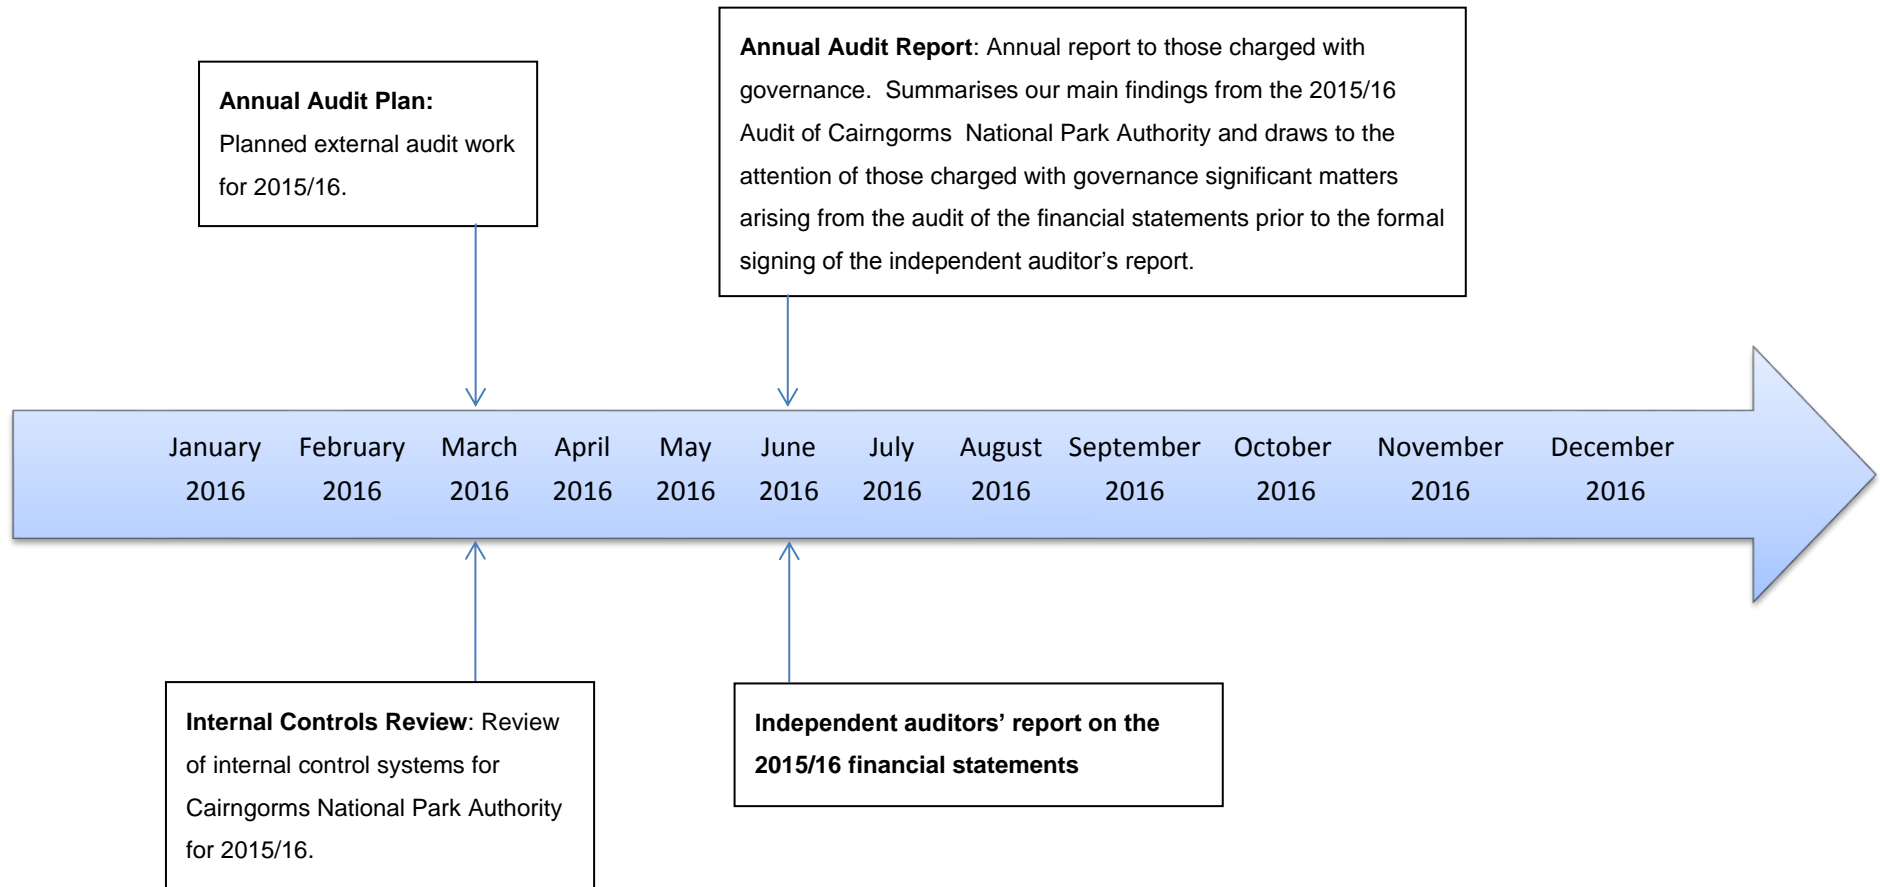 Annual Audit Plan:
Planned external audit work
for 2015/16.
Annual Audit Report: Annual report to those charged with
governance.  Summarises our main findings from the 2015/16
Audit of Cairngorms  National Park Authority and draws to the
attention of those charged with governance significant matters
arising from the audit of the financial statements prior to the formal
signing of the independent auditor’s report.
January February March April May June July August September October November December
2016 2016 2016 2016 2016 2016 2016 2016 2016 2016 2016 2016
Internal Controls Review: Review
of internal control systems for
Cairngorms National Park Authority
for 2015/16.
Independent auditors’ report on the
2015/16 financial statements